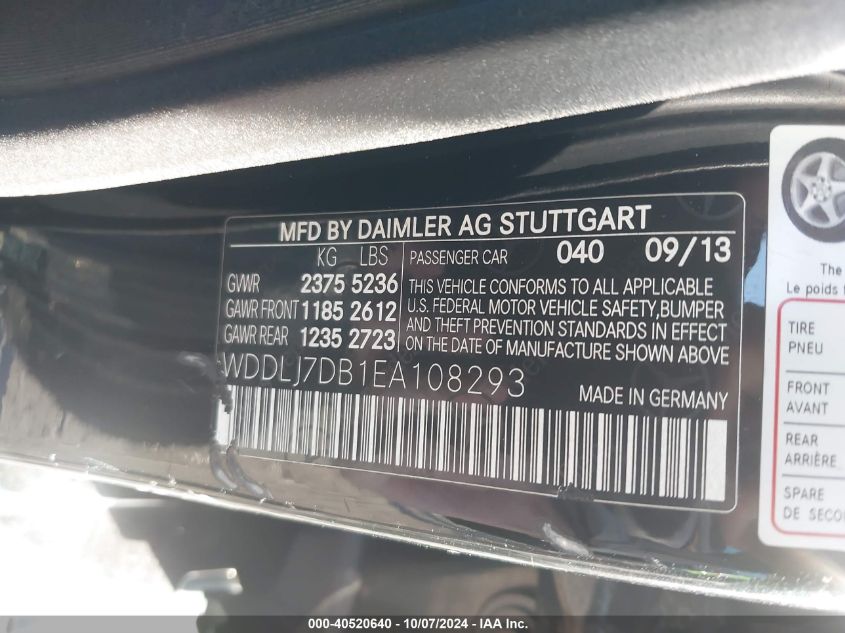 MFD BY DAIMLER AG STUTTGART
KG LBS
GVWR 2375 5236
GAWR FRONT 1185 2612
GAWR REAR 1235 2723
PASSENGER CAR 040 09/13
THIS VEHICLE CONFORMS TO ALL APPLICABLE
U.S. FEDERAL MOTOR VEHICLE SAFETY,BUMPER
AND THEFT PREVENTION STANDARDS IN EFFECT
ON THE DATE OF MANUFACTURE SHOWN ABOVE
WDDLJ7DB1EA108293
MADE IN GERMANY
The
Le poids
TIRE
PNEU
FRONT
AVANT
REAR
ARRIÈRE
SPARE
DE
000-40520640 - 10/07/2024 - IAA Inc.